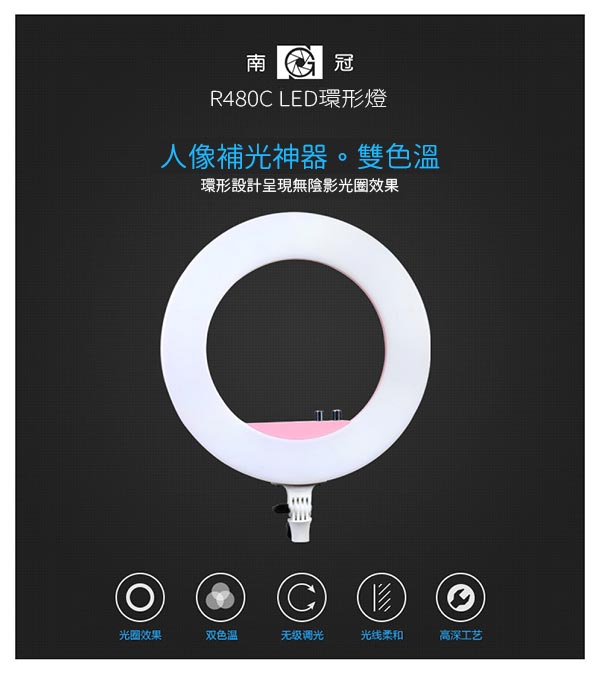 南 G 冠
R480C LED環形燈
人像補光神器。雙色溫
環形設計呈現無陰影光圈效果
光圈效果 双色溫 无级调光 光线柔和 高深工艺